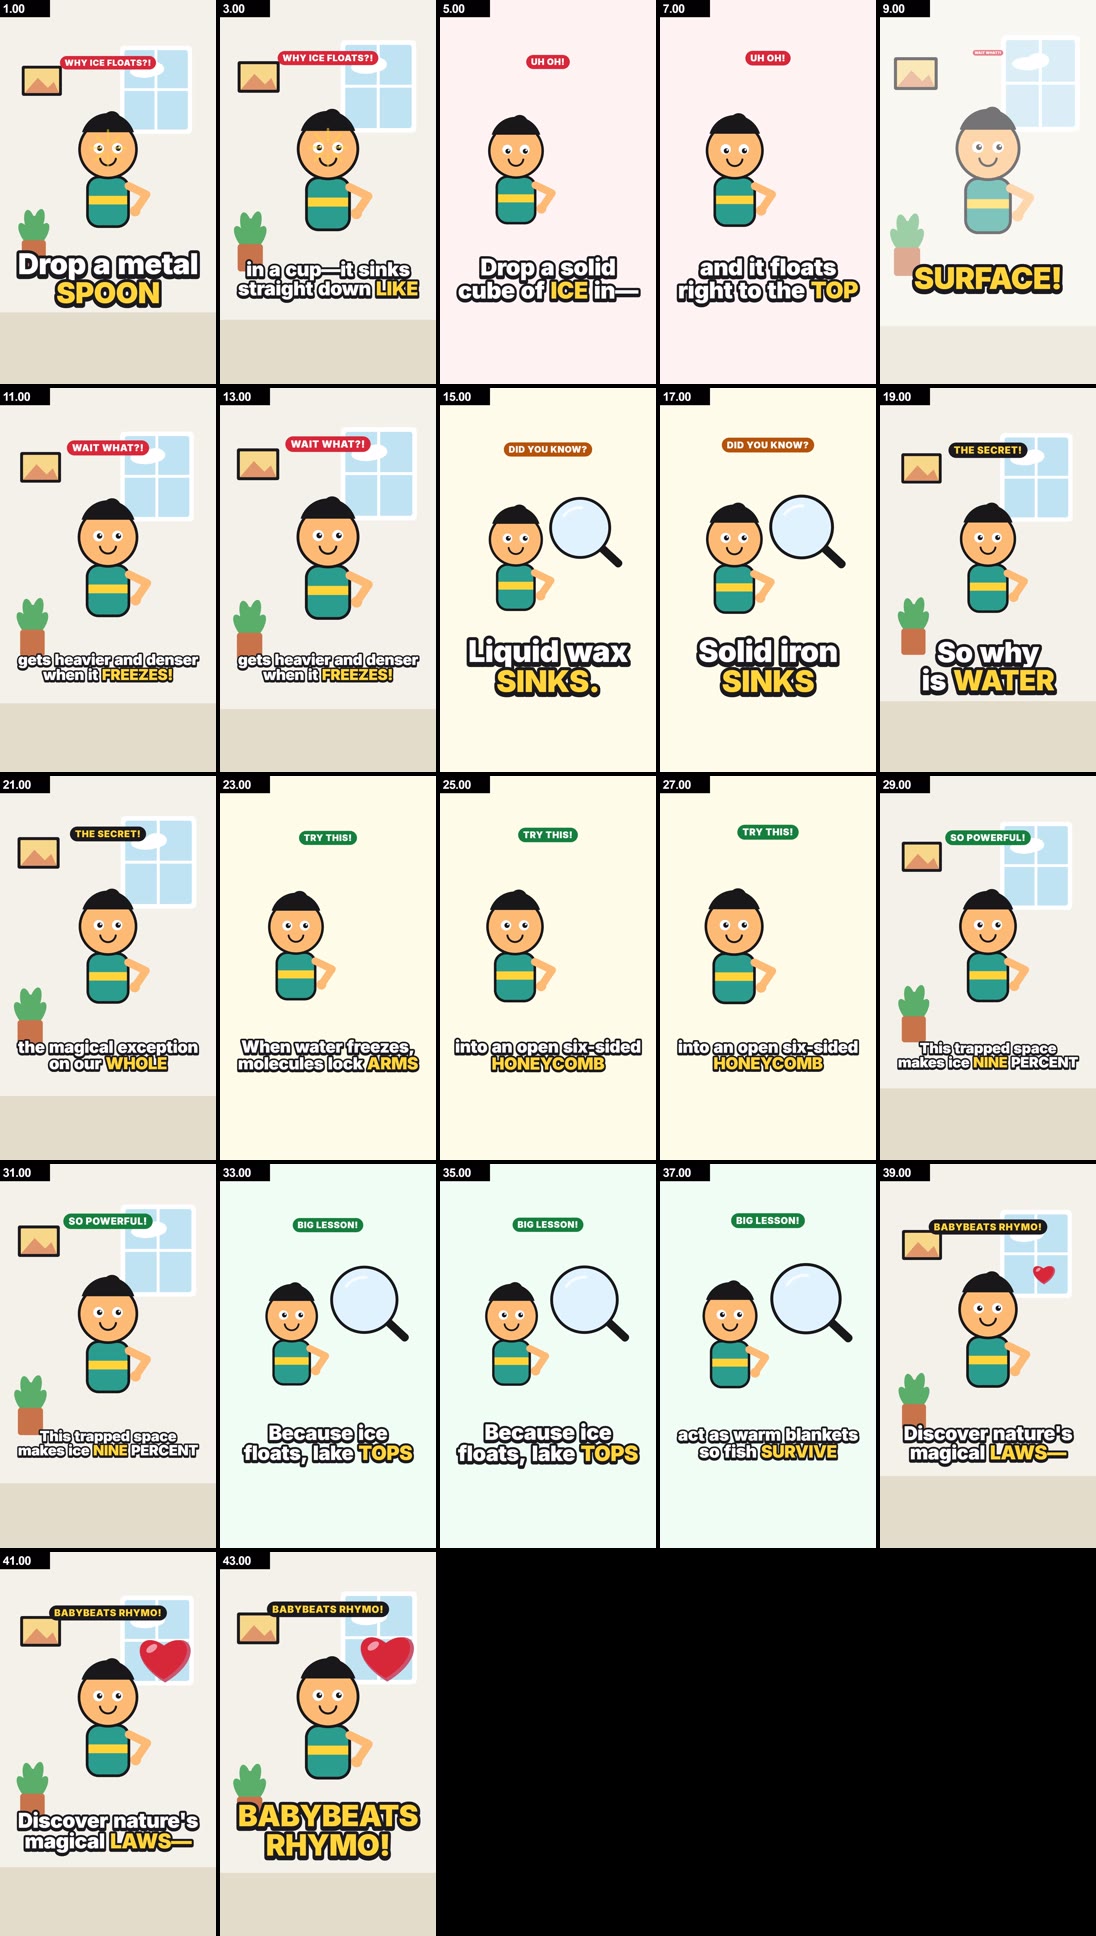 1.00
WHY ICE FLOATS?!
Drop a metal
SPOON
3.00
WHY ICE FLOATS?!
in a cup—it sinks
straight down LIKE
5.00
UH OH!
Drop a solid
cube of ICE in—
7.00
UH OH!
and it floats
right to the TOP
9.00
WAIT WHAT?!
SURFACE!
11.00
WAIT WHAT?!
gets heavier and denser
when it FREEZES!
13.00
WAIT WHAT?!
gets heavier and denser
when it FREEZES!
15.00
DID YOU KNOW?
Liquid wax
SINKS.
17.00
DID YOU KNOW?
Solid iron
SINKS
19.00
THE SECRET!
So why
is WATER
21.00
THE SECRET!
the magical exception
on our WHOLE
23.00
TRY THIS!
When water freezes,
molecules lock ARMS
25.00
TRY THIS!
into an open six-sided
HONEYCOMB
27.00
TRY THIS!
into an open six-sided
HONEYCOMB
29.00
SO POWERFUL!
This trapped space
makes ice NINE PERCENT
31.00
SO POWERFUL!
This trapped space
makes ice NINE PERCENT
33.00
BIG LESSON!
Because ice
floats, lake TOPS
35.00
BIG LESSON!
Because ice
floats, lake TOPS
37.00
BIG LESSON!
act as warm blankets
so fish SURVIVE
39.00
BABYBEATS RHYMO!
Discover nature's
magical LAWS—
41.00
BABYBEATS RHYMO!
Discover nature's
magical LAWS—
43.00
BABYBEATS RHYMO!
BABYBEATS
RHYMO!